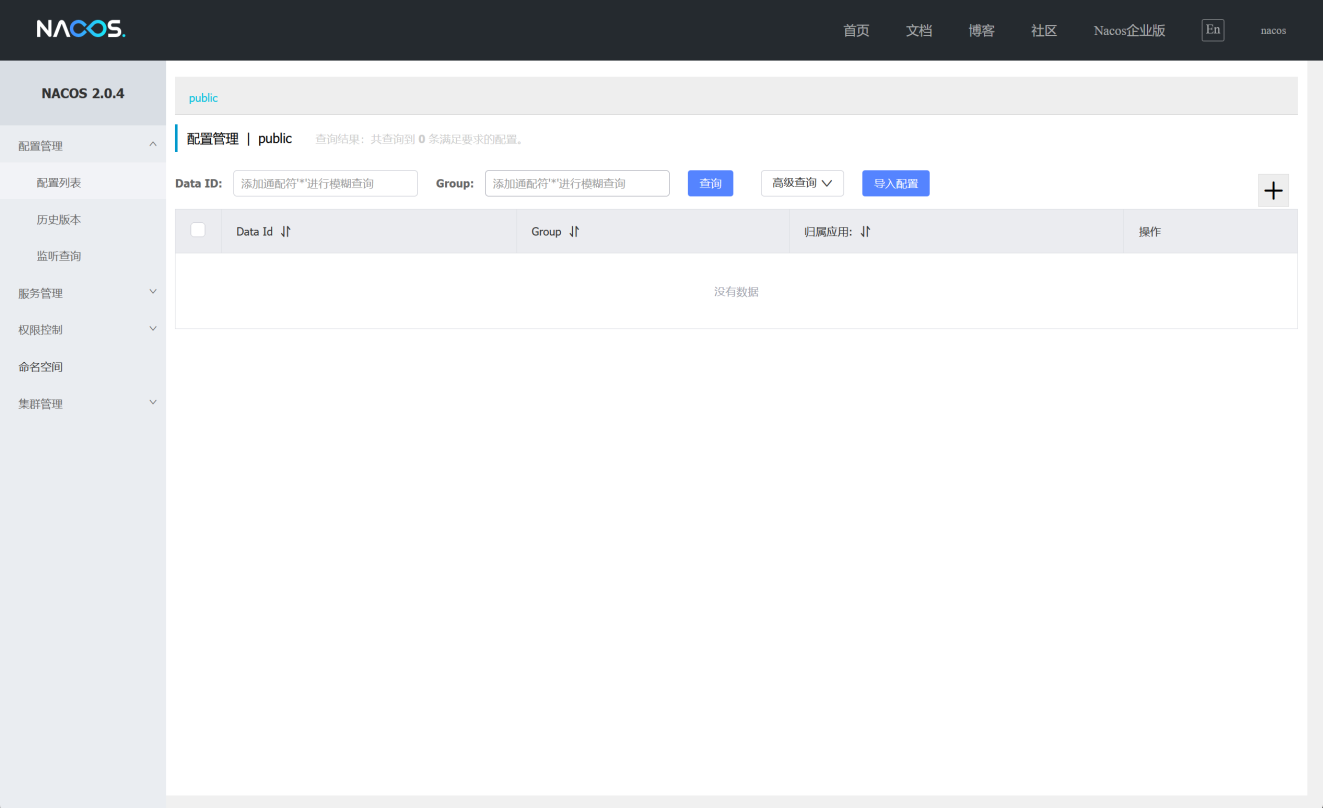 NACOS.
首页 文档 博客 社区 Nacos企业版 En nacos
NACOS 2.0.4
配置管理
配置列表
历史版本
监听查询
服务管理
权限控制
命名空间
集群管理
public
配置管理 | public 查询结果：共查询到 0 条满足要求的配置。
Data ID: 添加通配符'*'进行模糊查询 Group: 添加通配符'*'进行模糊查询 查询 高级查询 导入配置
Data Id Group 归属应用: 操作
没有数据